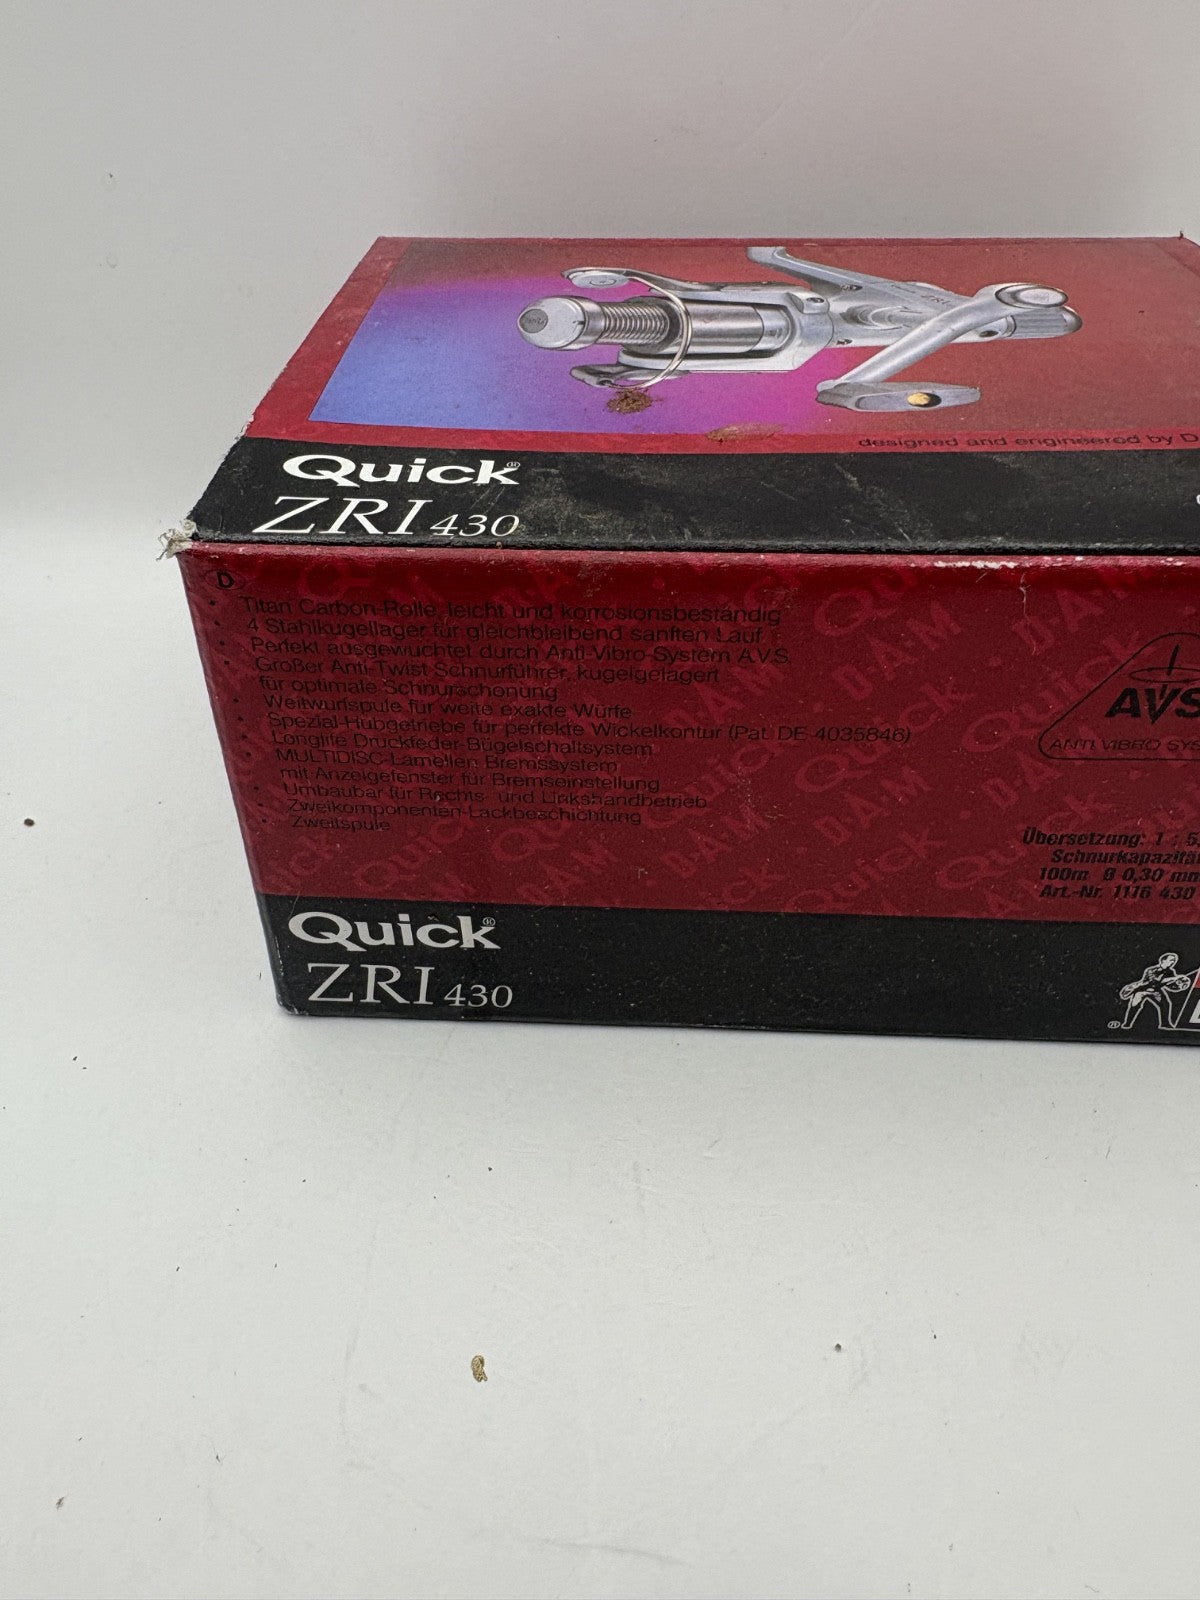 ZRI
designed and engineered by D
Quick®
ZRI 430
D
• Titan Carbon-Rolle, leicht und korrosionsbeständig
• 4 Stahlkugellager für gleichbleibend sanften Lauf
• Perfekt ausgewuchtet durch Anti-Vibro-System A.V.S.
• Großer Anti-Twist Schnurführer, kugelgelagert
für optimale Schnurschonung
• Weitwurfspule für weite exakte Würfe
• Spezial-Hubgetriebe für perfekte Wickelkontur (Pat. DE 4035846)
• Longlife Druckfeder-Bügelschaltsystem
• MULTIDISC-Lamellen Bremssystem
mit Anzeigefenster für Bremseinstellung
• Umbaubar für Rechts- und Linkshandbetrieb
• Zweikomponenten-Lackbeschichtung
• Zweitspule
AVS
ANTI VIBRO SYS
Übersetzung: 1 : 5,
Schnurkapazität
100m Ø 0,30 mm
Art.-Nr. 1116 430
Quick®
ZRI 430
®